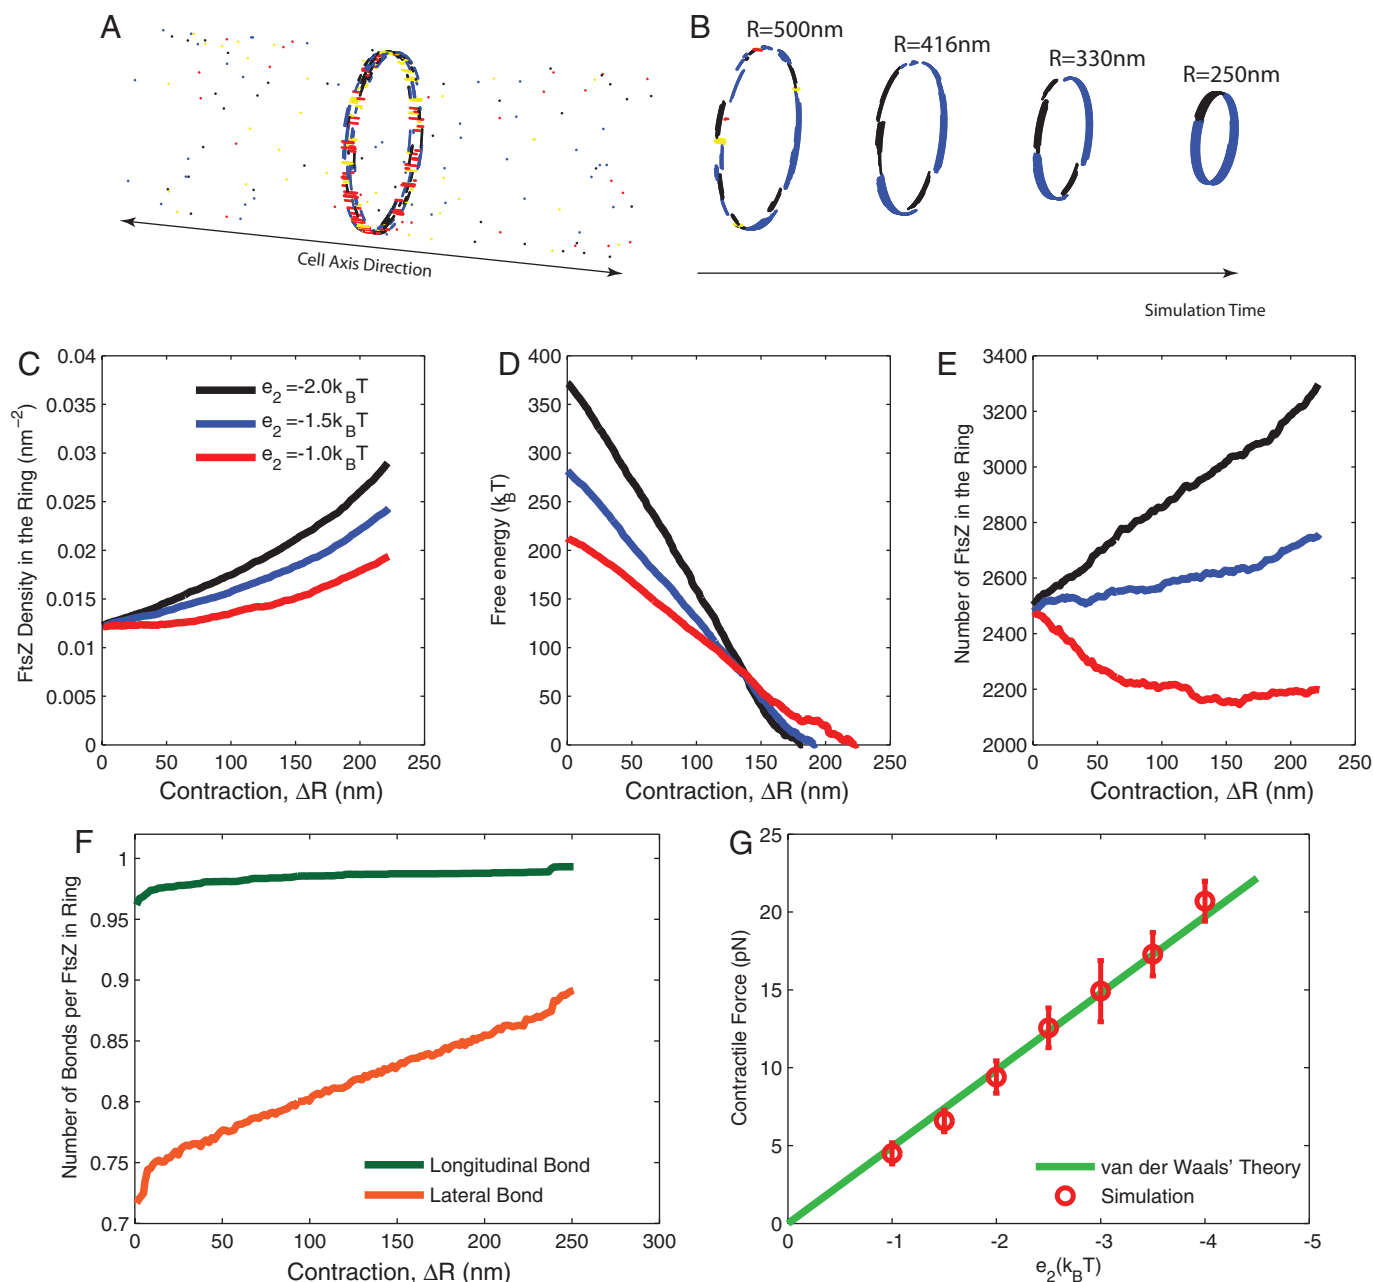 A
Cell Axis Direction
B
R=500nm
R=416nm
R=330nm
R=250nm
Simulation Time
C
FtsZ Density in the Ring (nm⁻²)
0.04
0.035
0.03
0.025
0.02
0.015
0.01
0.005
0
0 50 100 150 200 250
Contraction, ΔR (nm)
e₂ =-2.0k_BT
e₂ =-1.5k_BT
e₂ =-1.0k_BT
D
Free energy (k_BT)
400
350
300
250
200
150
100
50
0
0 50 100 150 200 250
Contraction, ΔR (nm)
E
Number of FtsZ in the Ring
3400
3200
3000
2800
2600
2400
2200
2000
0 50 100 150 200 250
Contraction, ΔR (nm)
F
Number of Bonds per FtsZ in Ring
1
0.95
0.9
0.85
0.8
0.75
0.7
0 50 100 150 200 250 300
Contraction, ΔR (nm)
Longitudinal Bond
Lateral Bond
G
Contractile Force (pN)
25
20
15
10
5
0
0 -1 -2 -3 -4 -5
e₂(k_BT)
van der Waals' Theory
Simulation